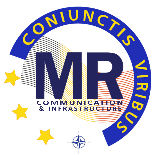 CONIUNCTIS VIRIBUS
MR
COMMUNICATION
& INFRASTRUCTURE